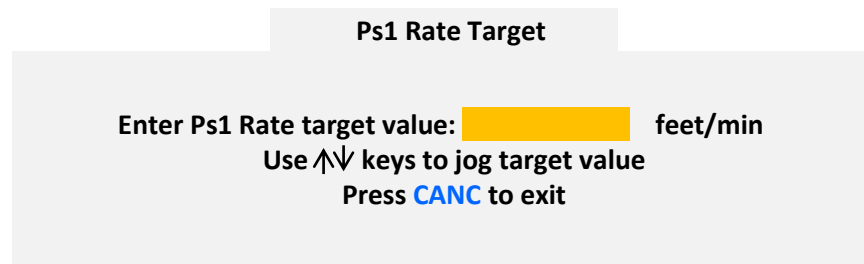 Ps1 Rate Target
Enter Ps1 Rate target value: feet/min
Use ↑↓ keys to jog target value
Press CANC to exit